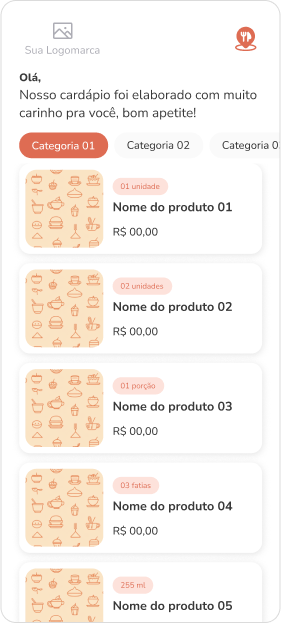 Sua Logomarca
Olá,
Nosso cardápio foi elaborado com muito
carinho pra você, bom apetite!
Categoria 01
Categoria 02
Categoria 0
01 unidade
Nome do produto 01
R$ 00,00
02 unidades
Nome do produto 02
R$ 00,00
01 porção
Nome do produto 03
R$ 00,00
03 fatias
Nome do produto 04
R$ 00,00
255 ml
Nome do produto 05